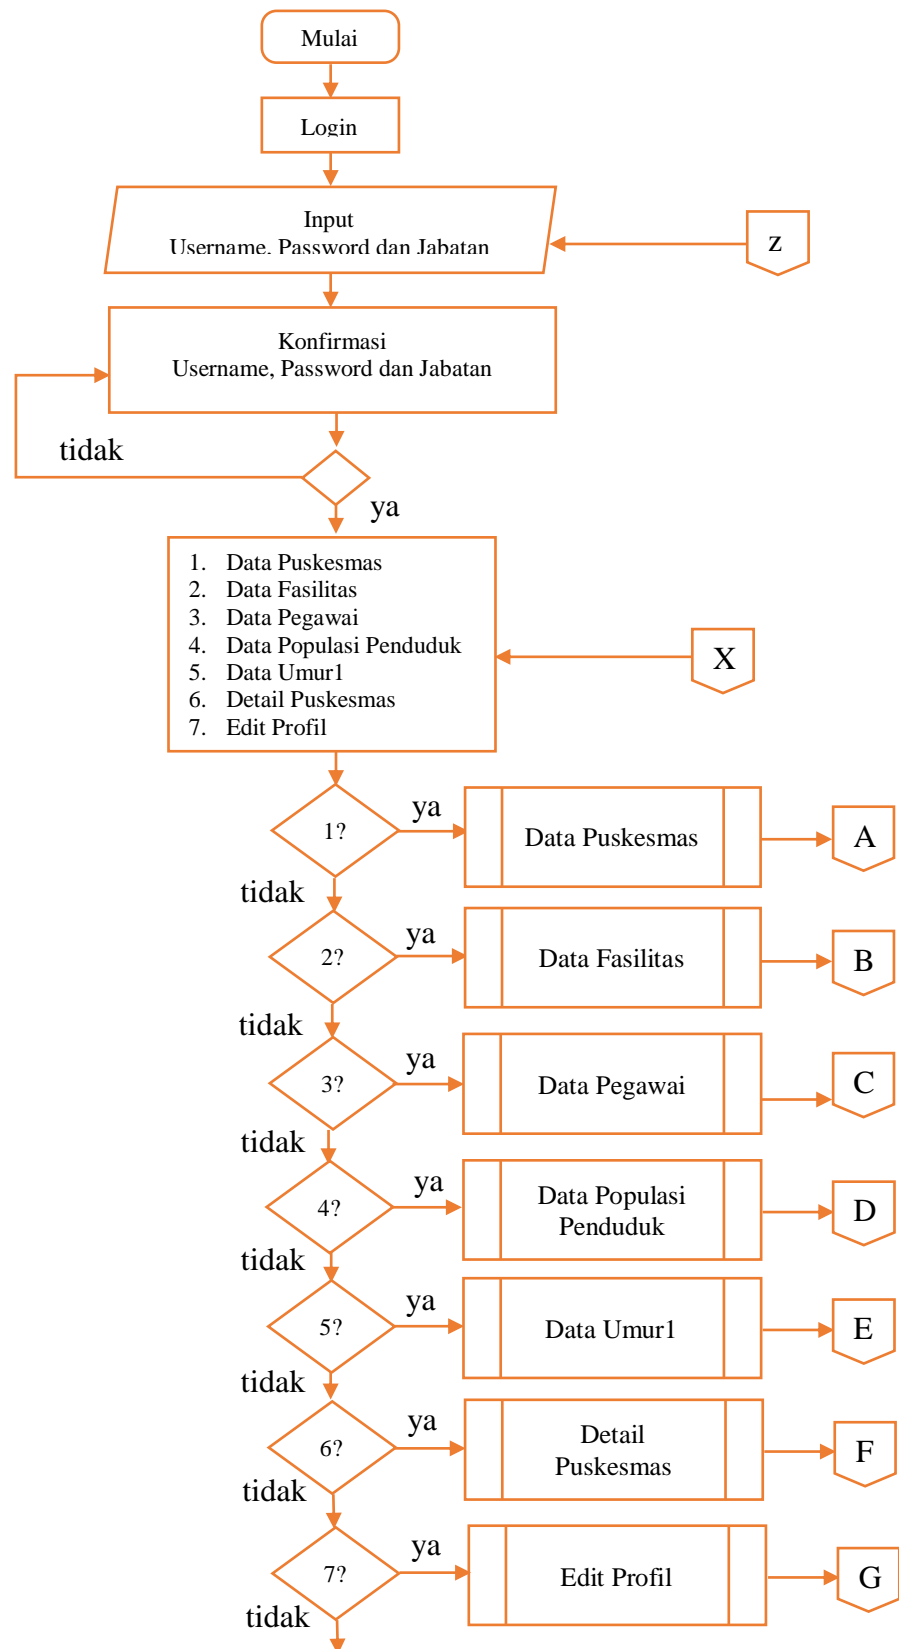 Mulai
Login
Input
Username, Password dan Jabatan
z
Konfirmasi
Username, Password dan Jabatan
tidak
ya
1. Data Puskesmas
2. Data Fasilitas
3. Data Pegawai
4. Data Populasi Penduduk
5. Data Umur1
6. Detail Puskesmas
7. Edit Profil
X
1?
ya
Data Puskesmas
A
tidak
2?
ya
Data Fasilitas
B
tidak
3?
ya
Data Pegawai
C
tidak
4?
ya
Data Populasi
Penduduk
D
tidak
5?
ya
Data Umur1
E
tidak
6?
ya
Detail
Puskesmas
F
tidak
7?
ya
Edit Profil
G
tidak